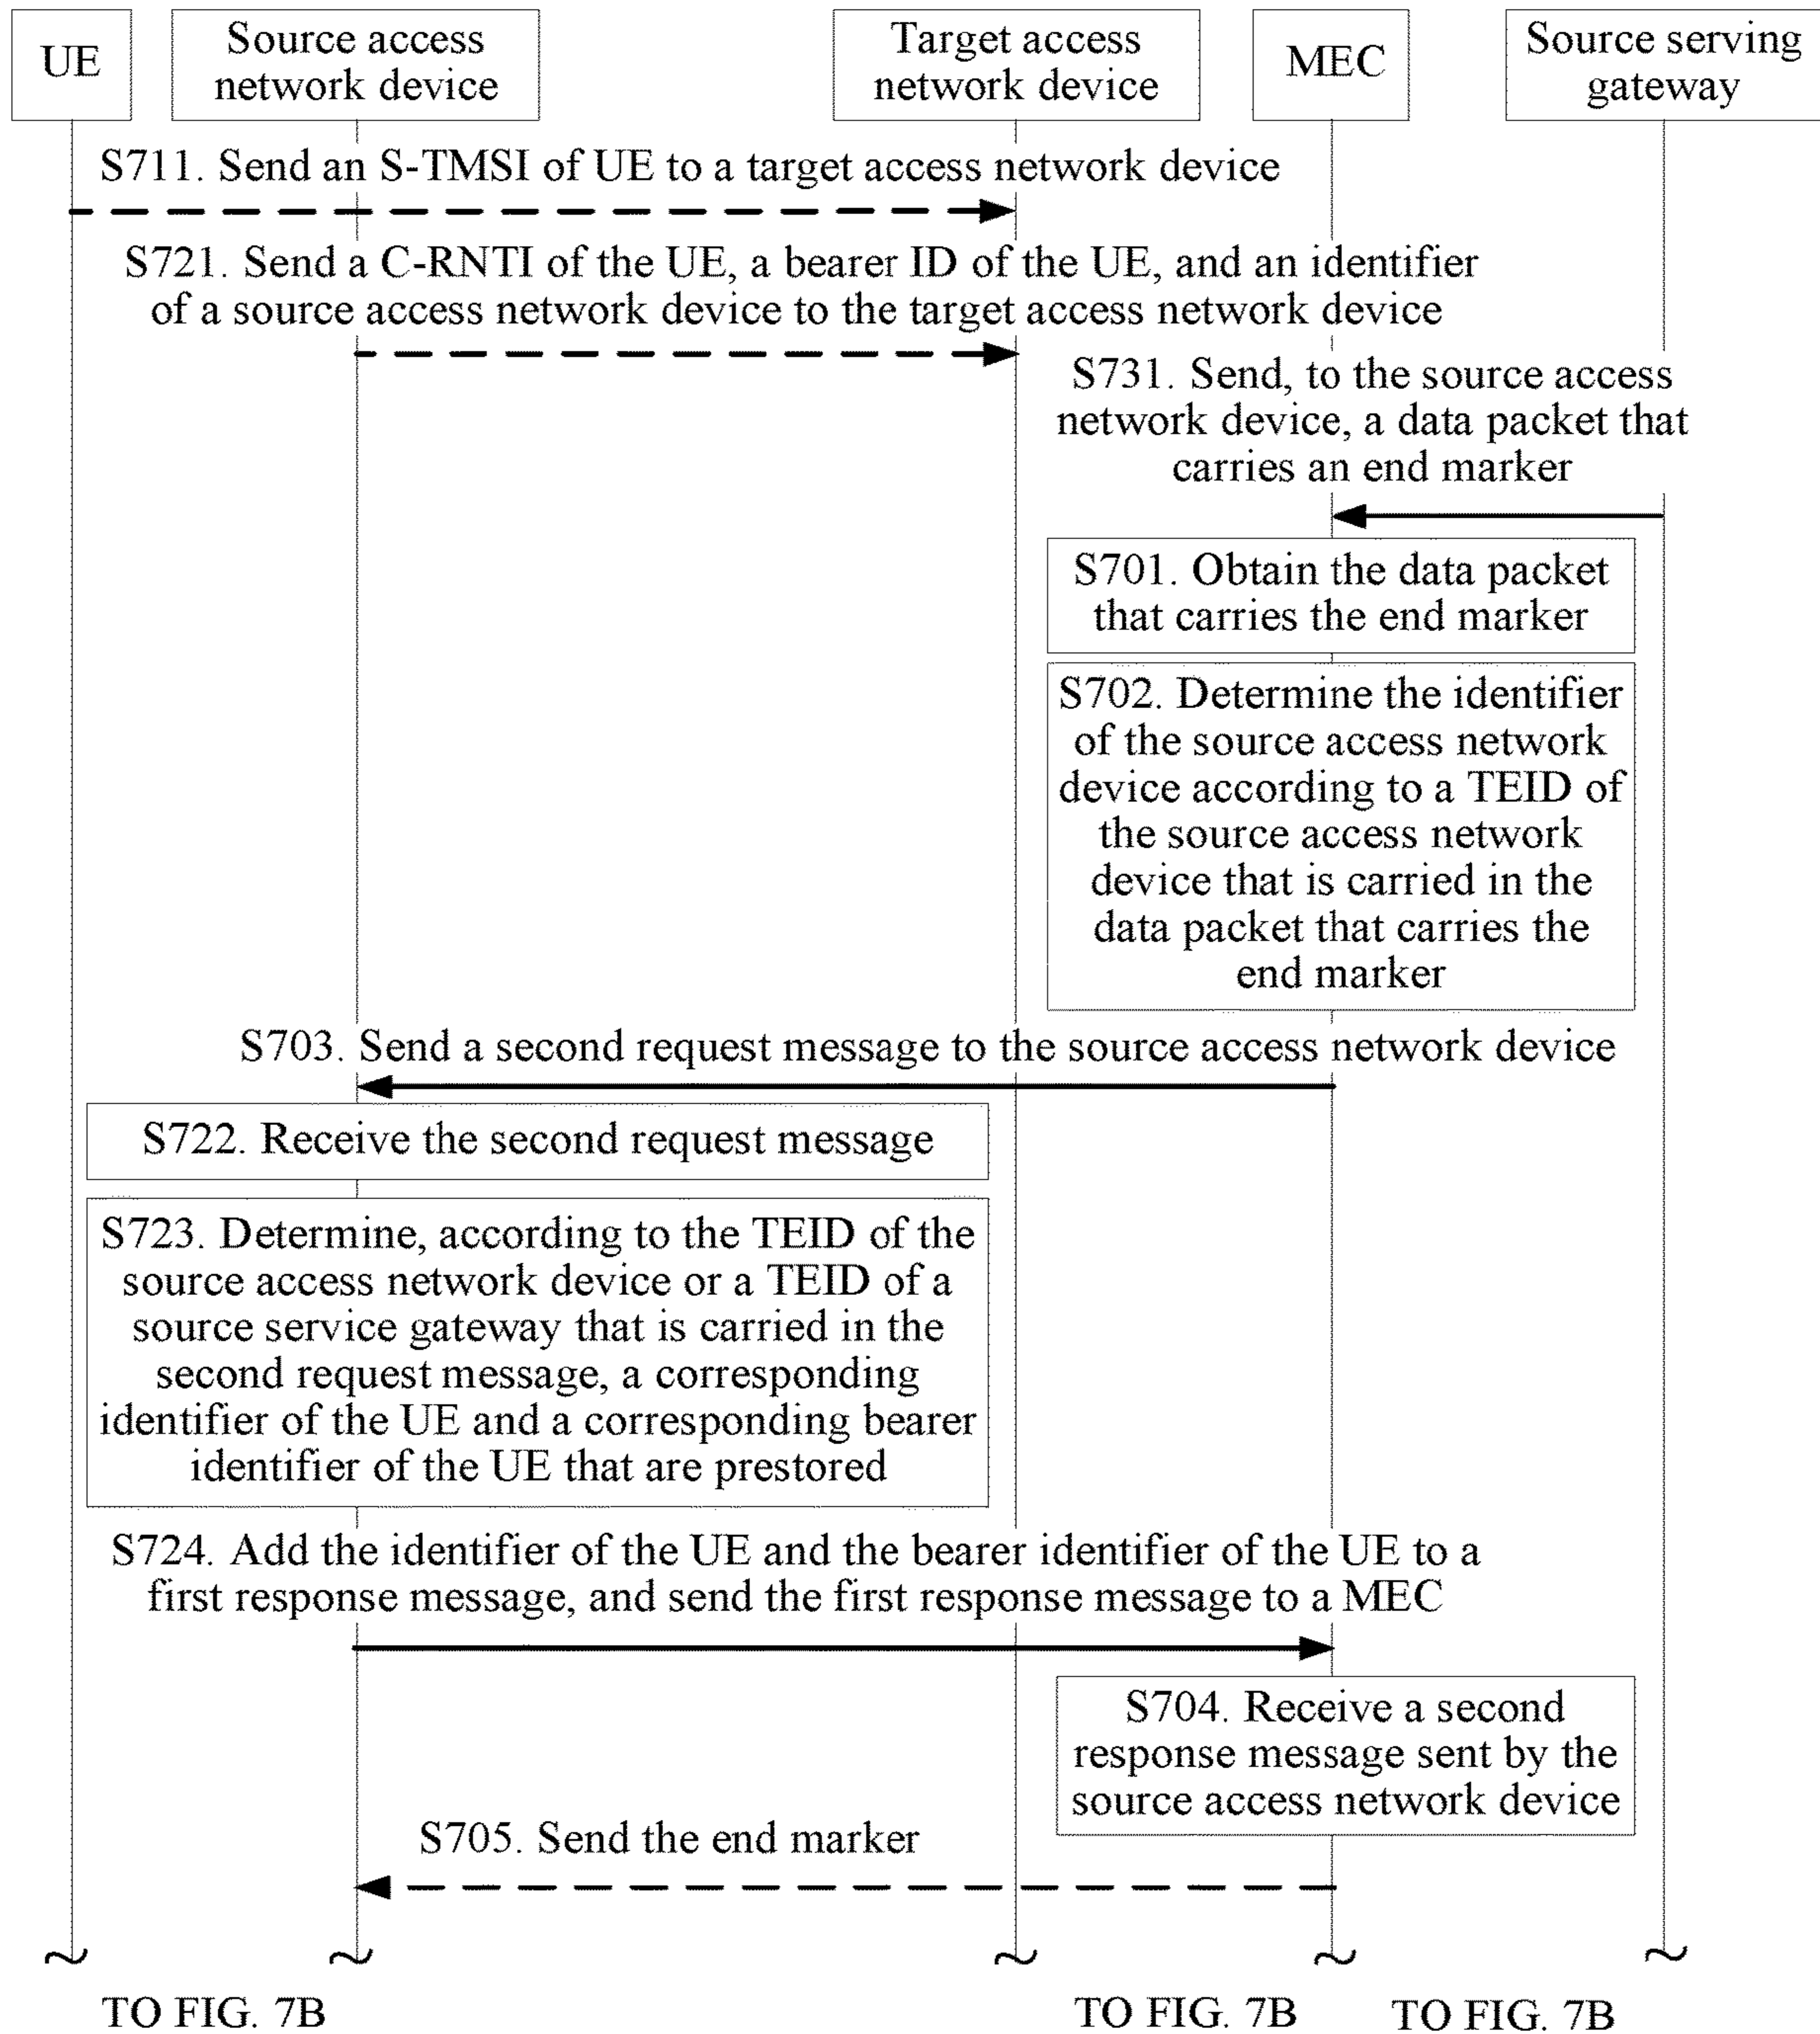 UE
Source access
network device
Target access
network device
MEC
Source serving
gateway
S711. Send an S-TMSI of UE to a target access network device
S721. Send a C-RNTI of the UE, a bearer ID of the UE, and an identifier
of a source access network device to the target access network device
S731. Send, to the source access
network device, a data packet that
carries an end marker
S701. Obtain the data packet
that carries the end marker
S702. Determine the identifier
of the source access network
device according to a TEID of
the source access network
device that is carried in the
data packet that carries the
end marker
S703. Send a second request message to the source access network device
S722. Receive the second request message
S723. Determine, according to the TEID of the
source access network device or a TEID of a
source service gateway that is carried in the
second request message, a corresponding
identifier of the UE and a corresponding bearer
identifier of the UE that are prestored
S724. Add the identifier of the UE and the bearer identifier of the UE to a
first response message, and send the first response message to a MEC
S704. Receive a second
response message sent by the
source access network device
S705. Send the end marker
TO FIG. 7B
TO FIG. 7B
TO FIG. 7B